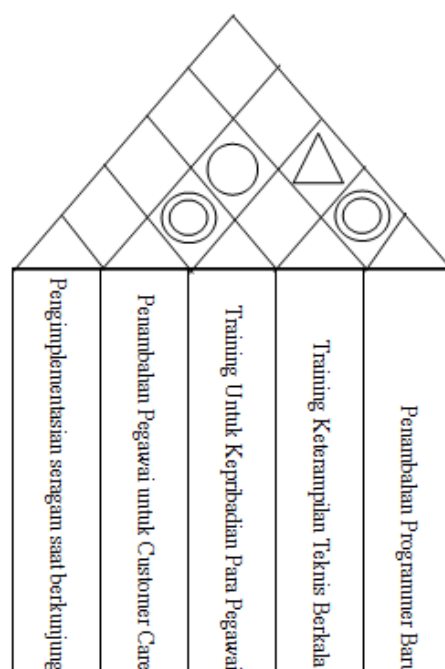 Pengimplementasian seragam saat berkunjung
Penambahan Pegawai untuk Customer Care
Training Untuk Kepribadian Para Pegawai
Training Keterampilan Teknis Berkala
Penambahan Programmer Baru